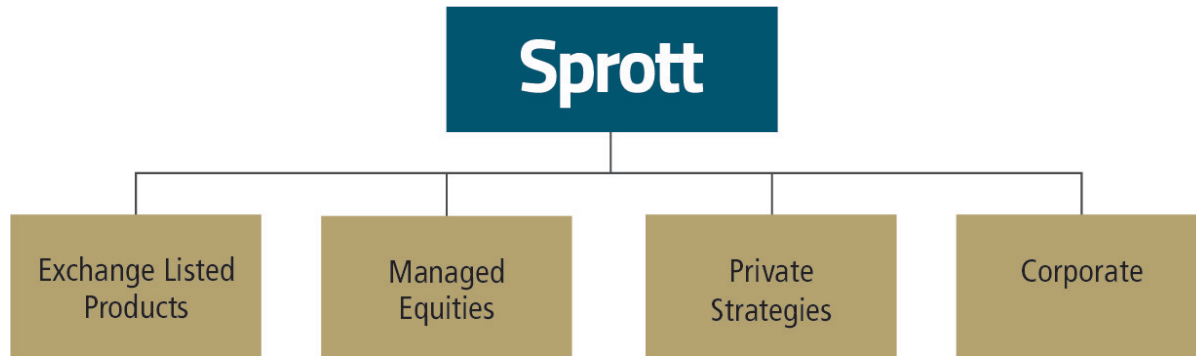 Sprott
Exchange Listed
Products
Managed
Equities
Private
Strategies
Corporate